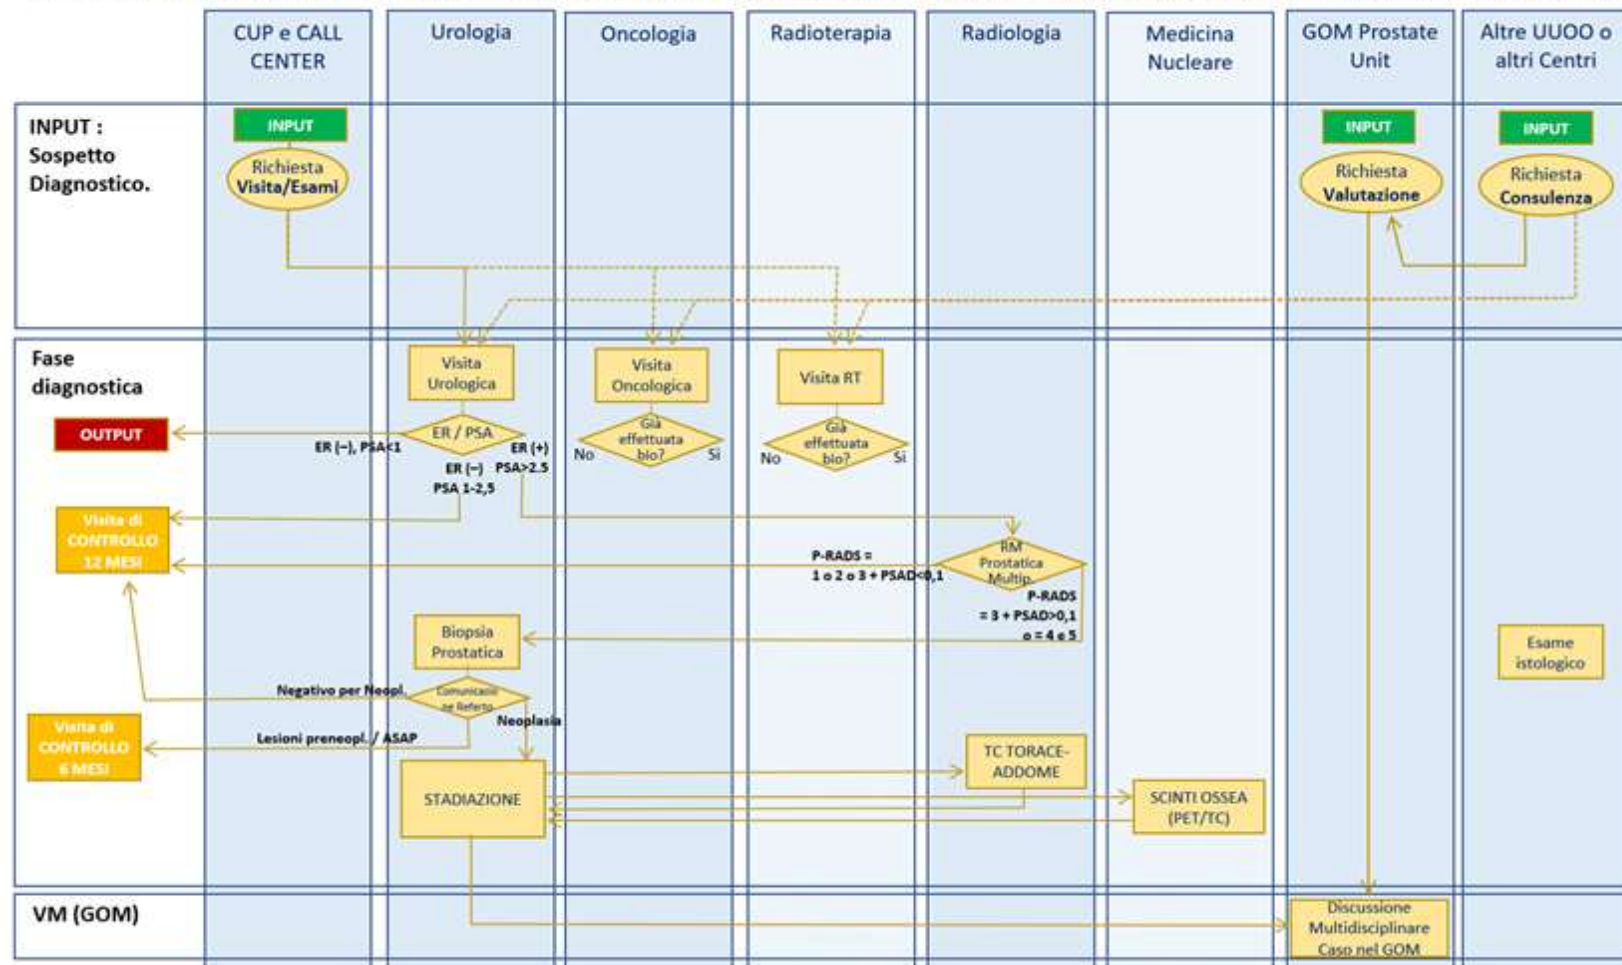 CUP e CALL
CENTER
Urologia
Oncologia
Radioterapia
Radiologia
Medicina
Nucleare
GOM Prostate
Unit
Altre UUOO o
altri Centri
INPUT :
Sospetto
Diagnostico.
INPUT
Richiesta
Visita/Esami
INPUT
Richiesta
Valutazione
INPUT
Richiesta
Consulenza
Fase
diagnostica
Visita
Urologica
Visita
Oncologica
Visita RT
OUTPUT
ER (–), PSA<1
ER / PSA
ER (+)
PSA>2.5
ER (–)
PSA 1-2,5
Già
effettuata
bio?
No
Si
Già
effettuata
bio?
No
Si
Visita di
CONTROLLO
12 MESI
P-RADS =
1 o 2 o 3 + PSAD<0,1
RM
Prostatica
Multip.
P-RADS
= 3 + PSAD>0,1
o = 4 e 5
Biopsia
Prostatica
Esame
istologico
Negativo per Neopl.
Comunicazio
ne Referto
Neoplasia
Lesioni preneopl. / ASAP
Visita di
CONTROLLO
6 MESI
STADIAZIONE
TC TORACE-
ADDOME
SCINTI OSSEA
(PET/TC)
VM (GOM)
Discussione
Multidisciplinare
Caso nel GOM